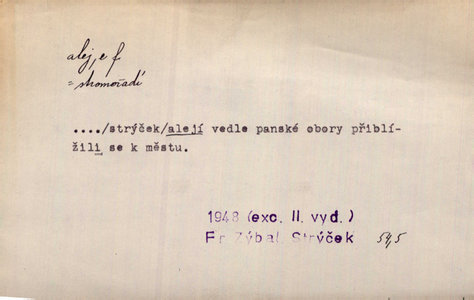 alej, e f
= stromořadí
..../strýček/alejí vedle panské obory přiblí-
žili se k městu.
1948 (exc. II. vyd.)
Fr Zýbal Strýček 545